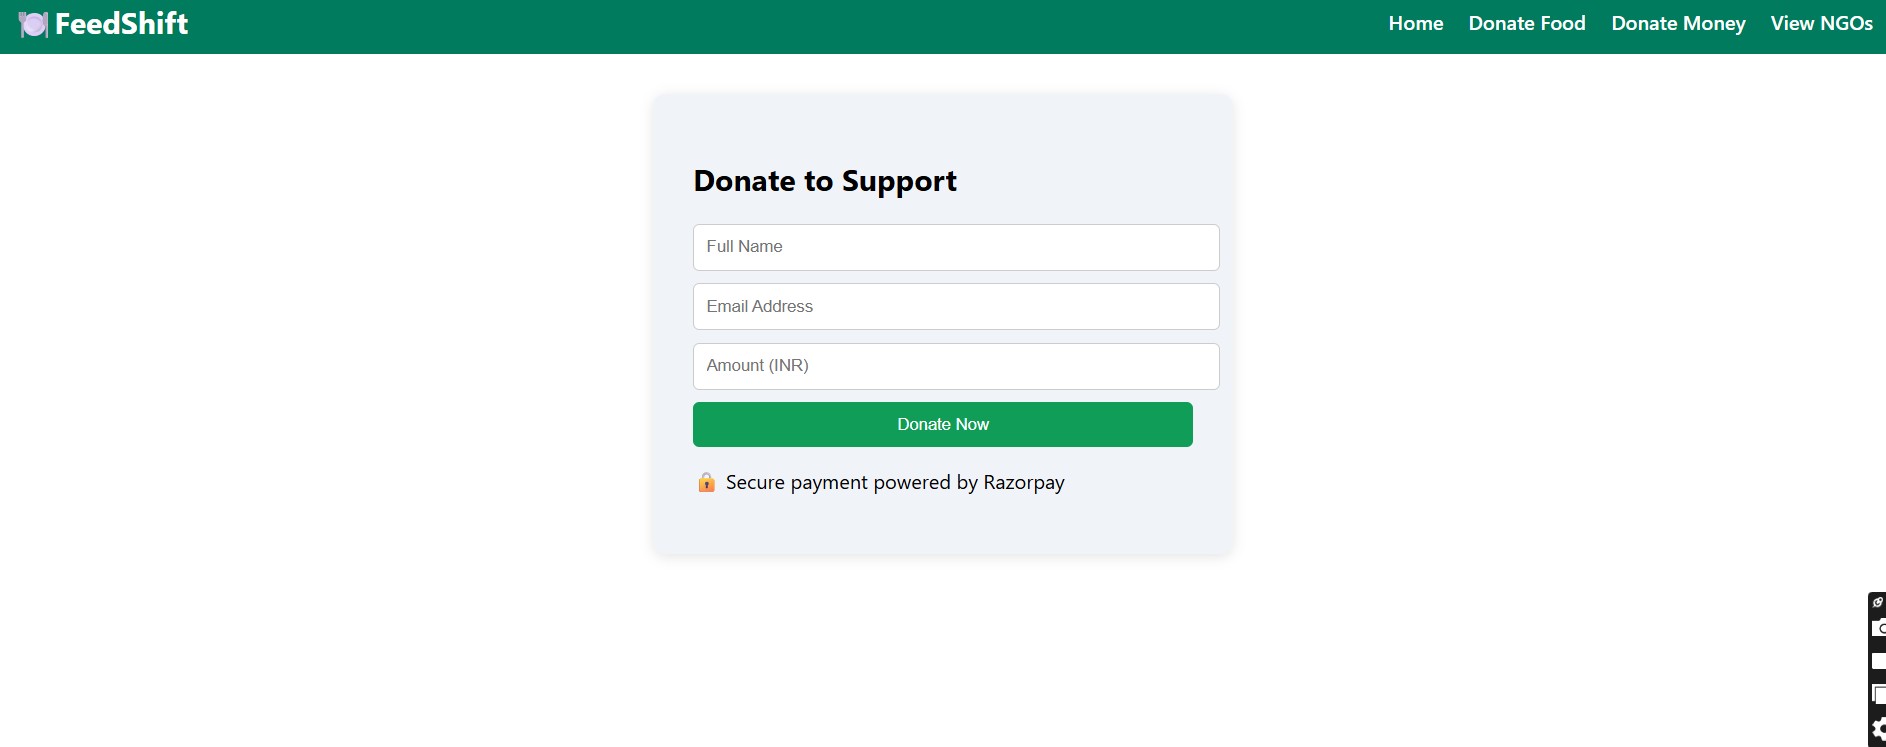 FeedShift
Home Donate Food Donate Money View NGOs
Donate to Support
Full Name
Email Address
Amount (INR)
Donate Now
Secure payment powered by Razorpay